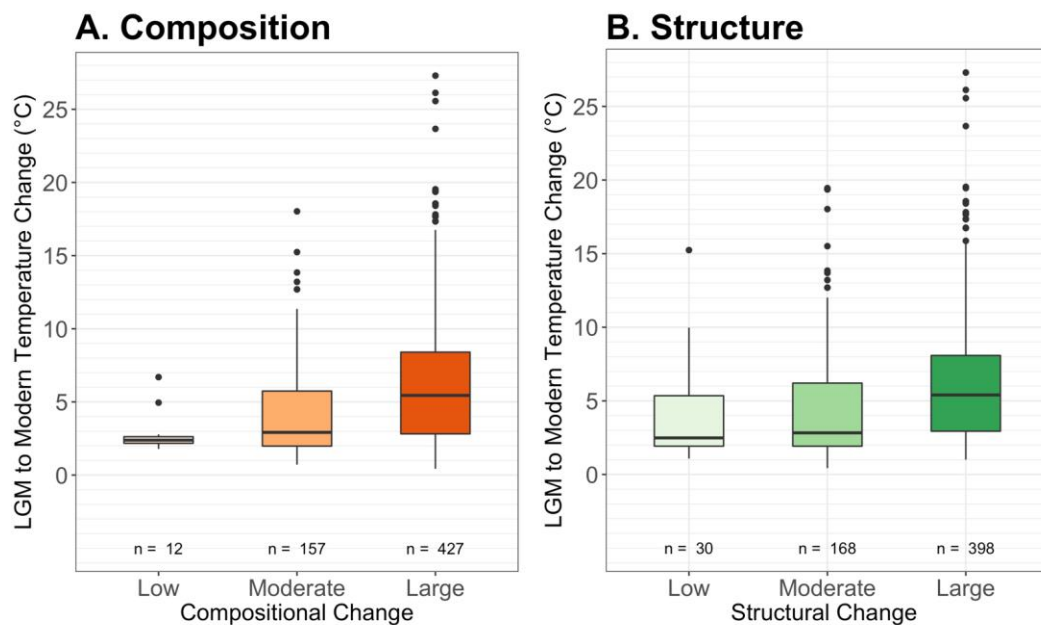 A. Composition
LGM to Modern Temperature Change (°C)
25
20
15
10
5
0
n = 12
n = 157
n = 427
Low
Moderate
Large
Compositional Change
B. Structure
LGM to Modern Temperature Change (°C)
25
20
15
10
5
0
n = 30
n = 168
n = 398
Low
Moderate
Large
Structural Change